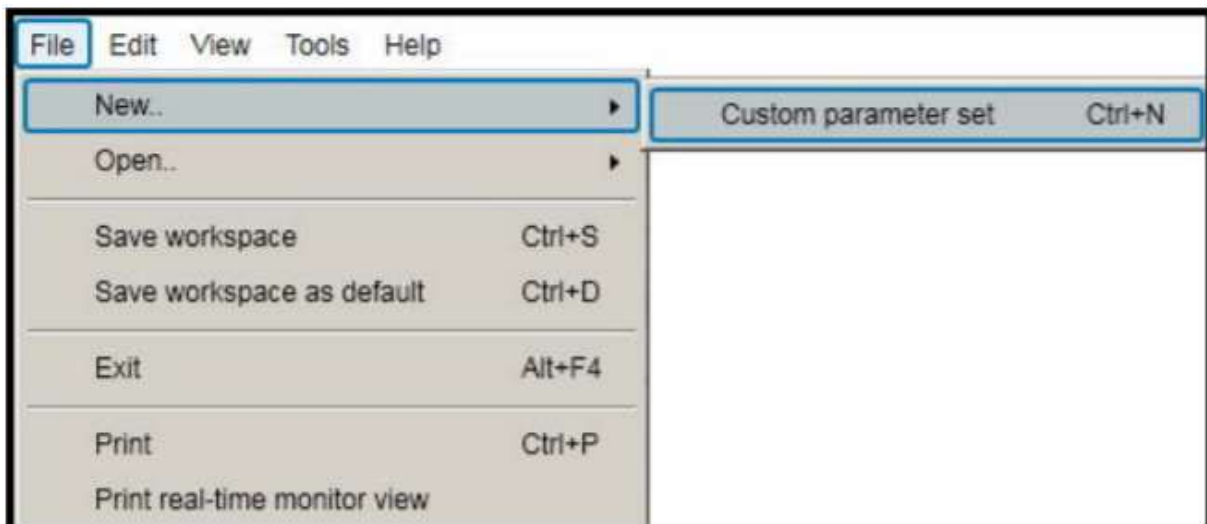 File Edit View Tools Help
New.. Custom parameter set Ctrl+N
Open..
Save workspace Ctrl+S
Save workspace as default Ctrl+D
Exit Alt+F4
Print Ctrl+P
Print real-time monitor view